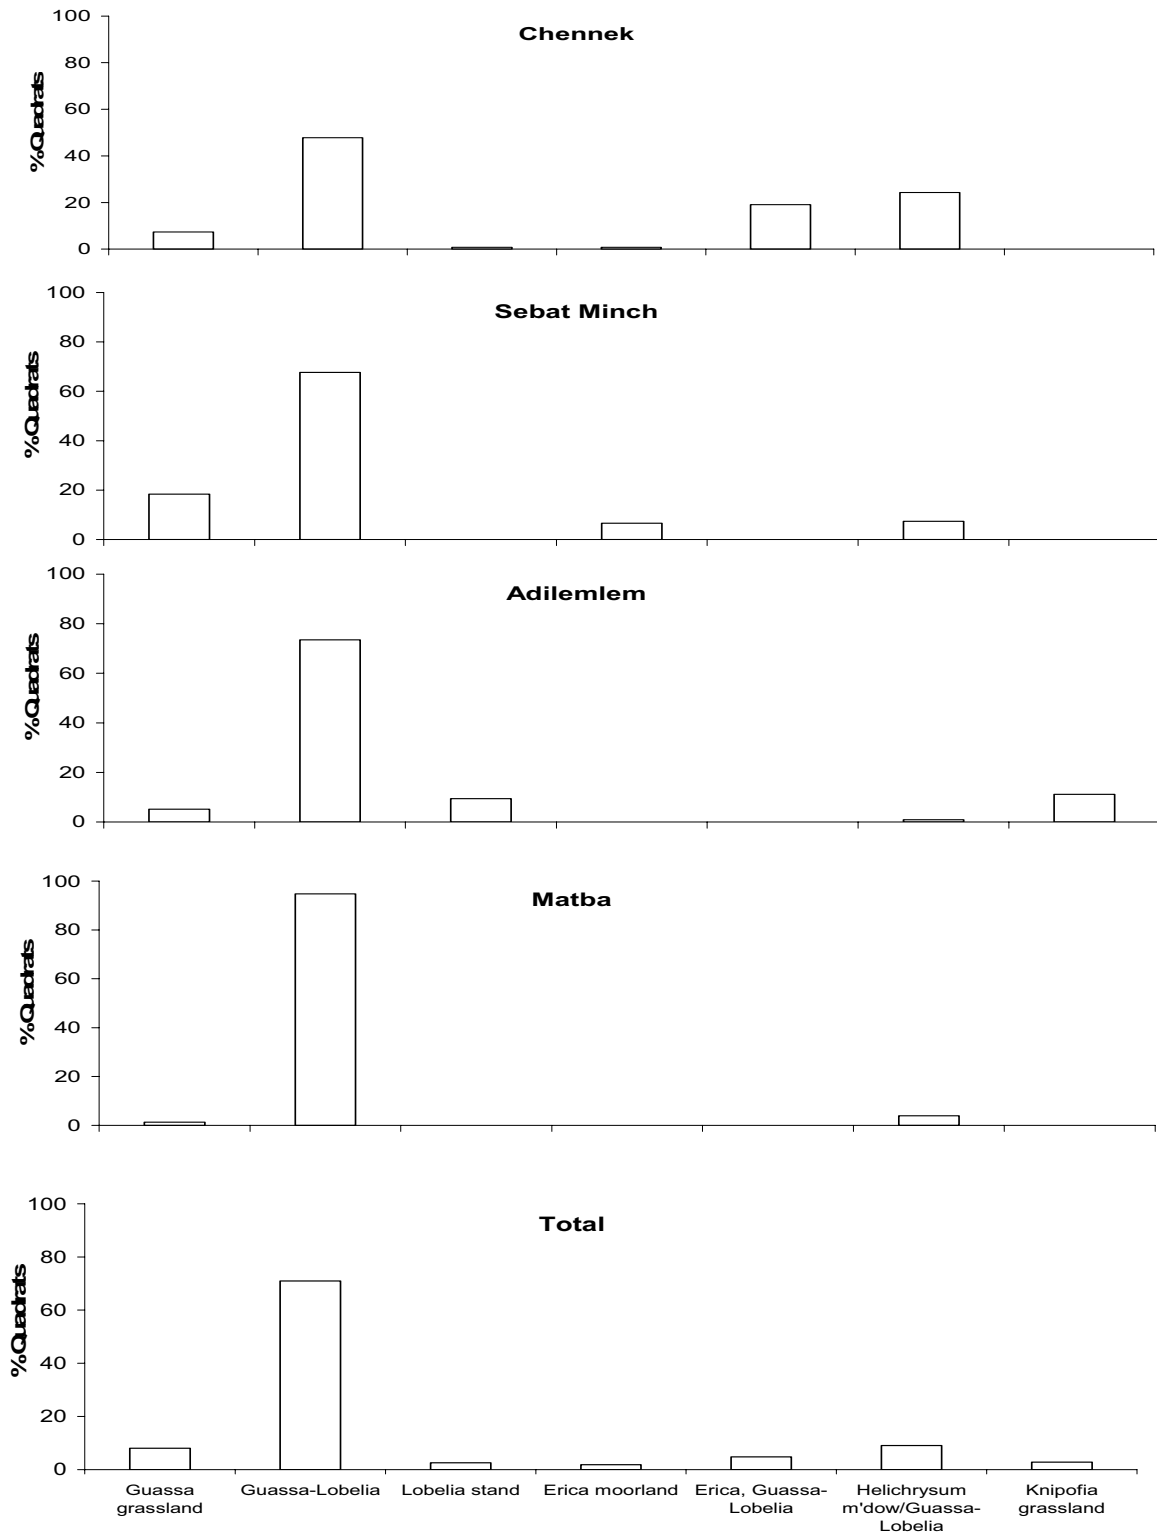 Chennek
100
80
60
40
20
0
%Quadrats
Sebat Minch
100
80
60
40
20
0
%Quadrats
Adilemlem
100
80
60
40
20
0
%Quadrats
Matba
100
80
60
40
20
0
%Quadrats
Total
100
80
60
40
20
0
%Quadrats
Guassa
grassland
Guassa-Lobelia
Lobelia stand
Erica moorland
Erica, Guassa-
Lobelia
Helichrysum
m'dow/Guassa-
Lobelia
Knipofia
grassland